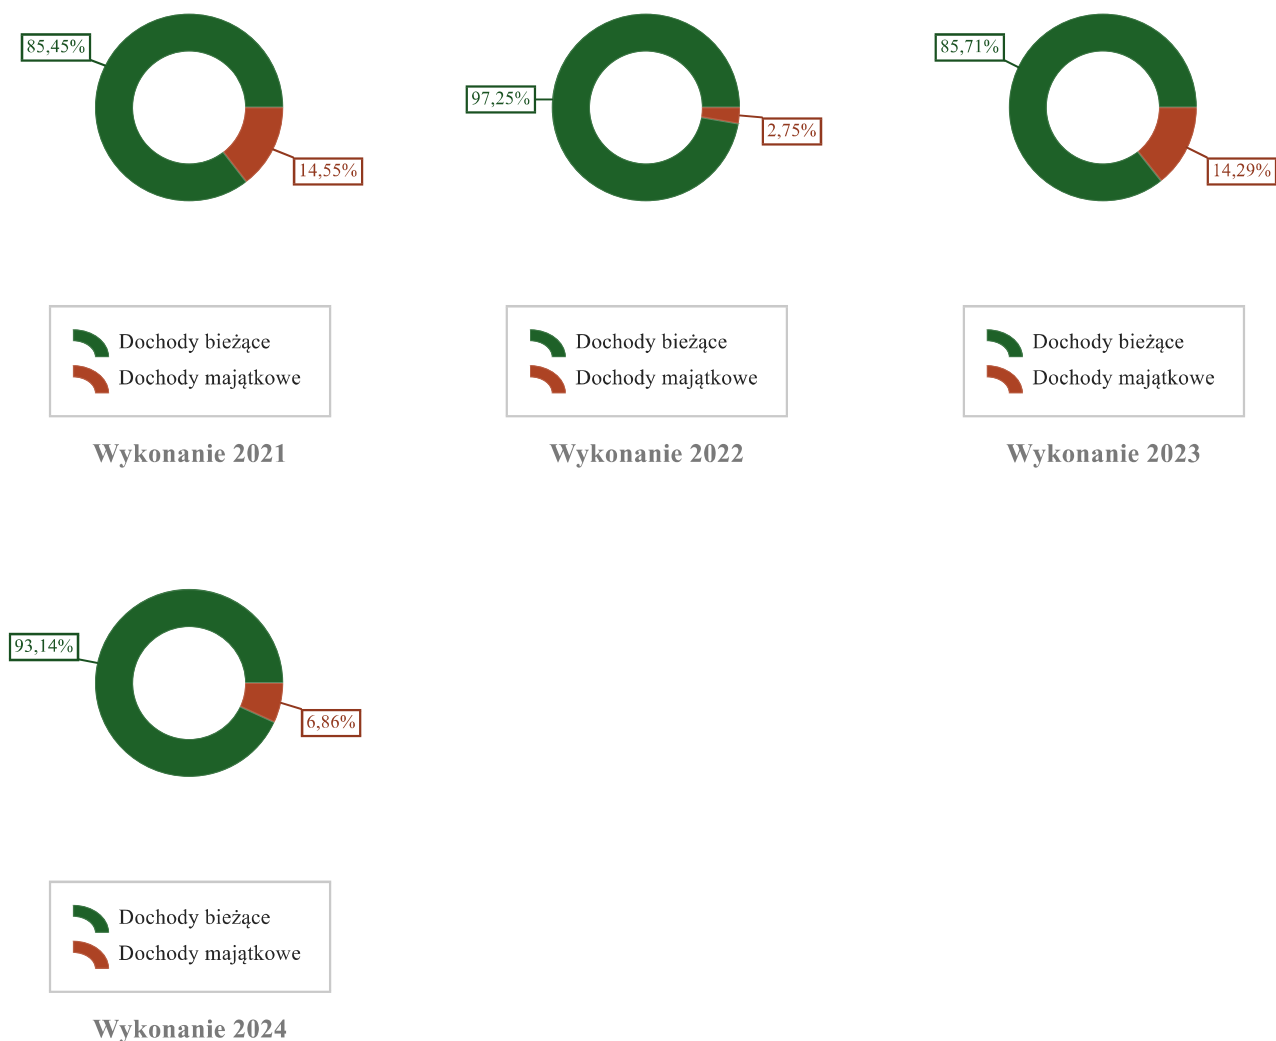 85,45%
14,55%
Dochody bieżące
Dochody majątkowe
Wykonanie 2021
97,25%
2,75%
Dochody bieżące
Dochody majątkowe
Wykonanie 2022
85,71%
14,29%
Dochody bieżące
Dochody majątkowe
Wykonanie 2023
93,14%
6,86%
Dochody bieżące
Dochody majątkowe
Wykonanie 2024